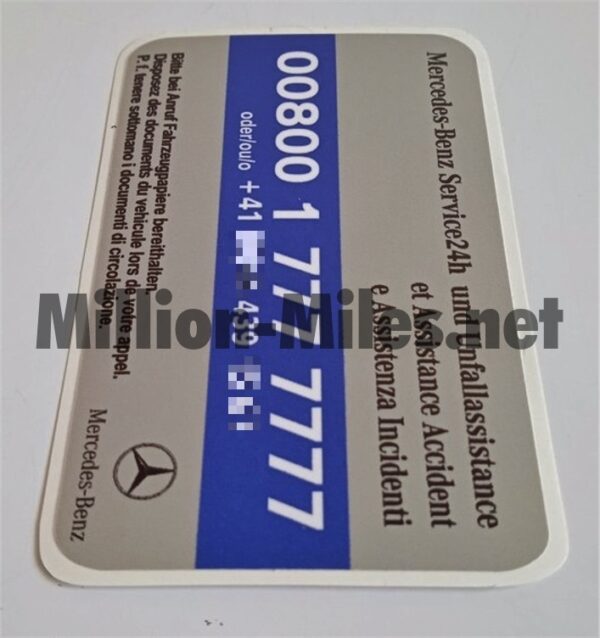 Mercedes-Benz Service24h und Unfallassistance
et Assistance Accident
e Assistenza Incidenti
00800 1 777 7777
oder/ou/o +41 439
Bitte bei Anruf Fahrzeugpapiere bereithalten.
Disposez des documents du vehicule lors de votre appel.
P. f. tenere sottomano i documenti di circolazione.
Mercedes-Benz
Million-Miles.net